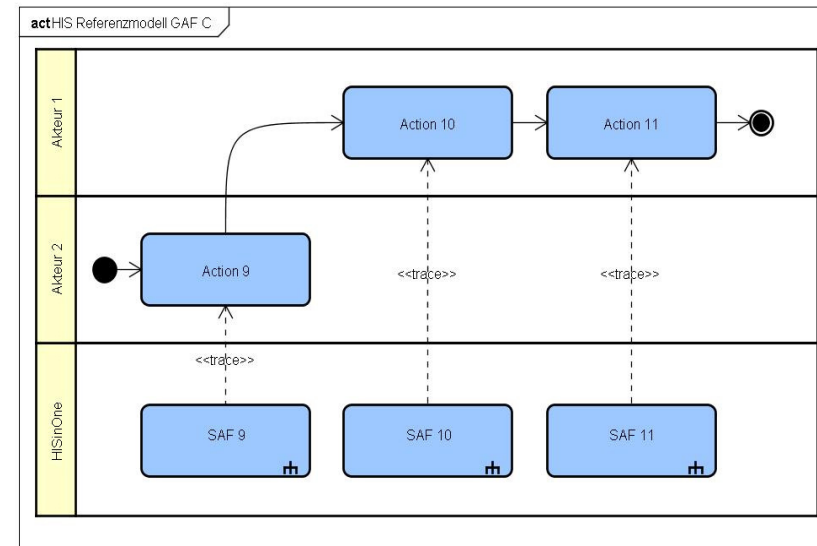 act HIS Referenzmodell GAF C
Akteur 1
Action 10
Action 11
Akteur 2
Action 9
<<trace>>
<<trace>>
<<trace>>
HISinOne
SAF 9
SAF 10
SAF 11